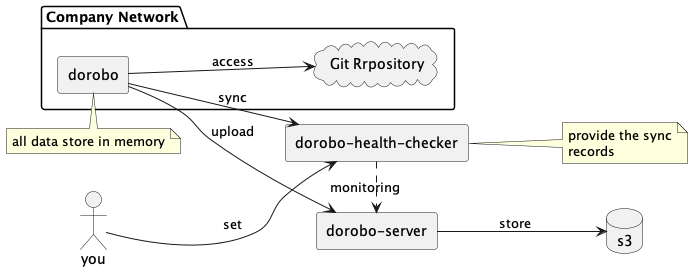 Company Network
dorobo
access
Git Rrpository
sync
upload
all data store in memory
dorobo-health-checker
provide the sync
records
monitoring
set
you
dorobo-server
store
s3